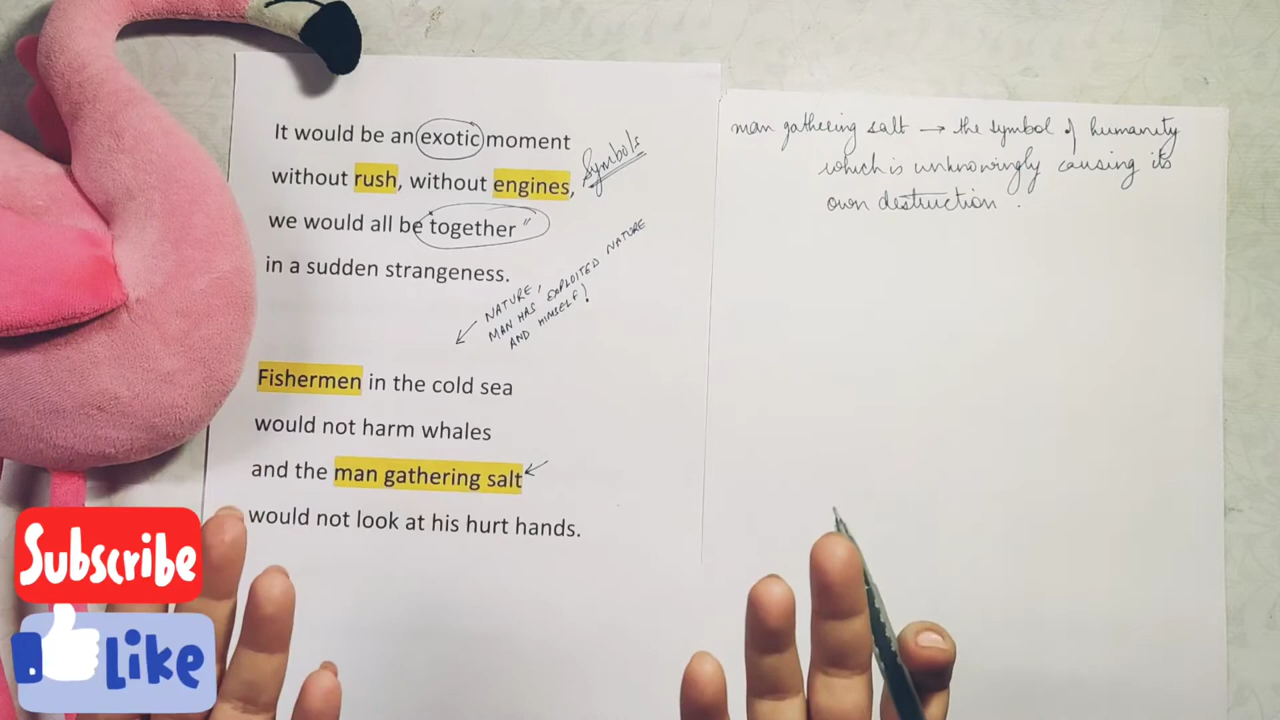 It would be an exotic moment
without rush, without engines,
Symbols
we would all be together"
in a sudden strangeness.
NATURE,
MAN HAS EXPLOITED NATURE
AND HIMSELF!
Fishermen in the cold sea
would not harm whales
and the man gathering salt
would not look at his hurt hands.
man gathering salt → the symbol of humanity
which is unknowingly causing its
own destruction.
Subscribe
Like